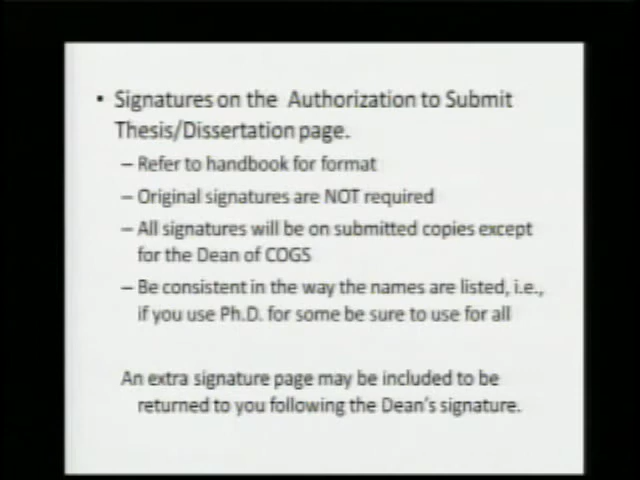 • Signatures on the Authorization to Submit
Thesis/Dissertation page.
– Refer to handbook for format
– Original signatures are NOT required
– All signatures will be on submitted copies except
for the Dean of COGS
– Be consistent in the way the names are listed, i.e.,
if you use Ph.D. for some be sure to use for all
An extra signature page may be included to be
returned to you following the Dean's signature.